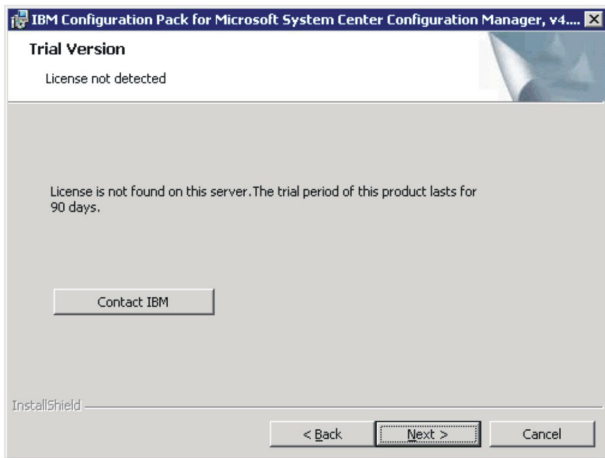 IBM Configuration Pack for Microsoft System Center Configuration Manager, v4....
Trial Version
License not detected
License is not found on this server.The trial period of this product lasts for
90 days.
Contact IBM
InstallShield
< Back Next > Cancel